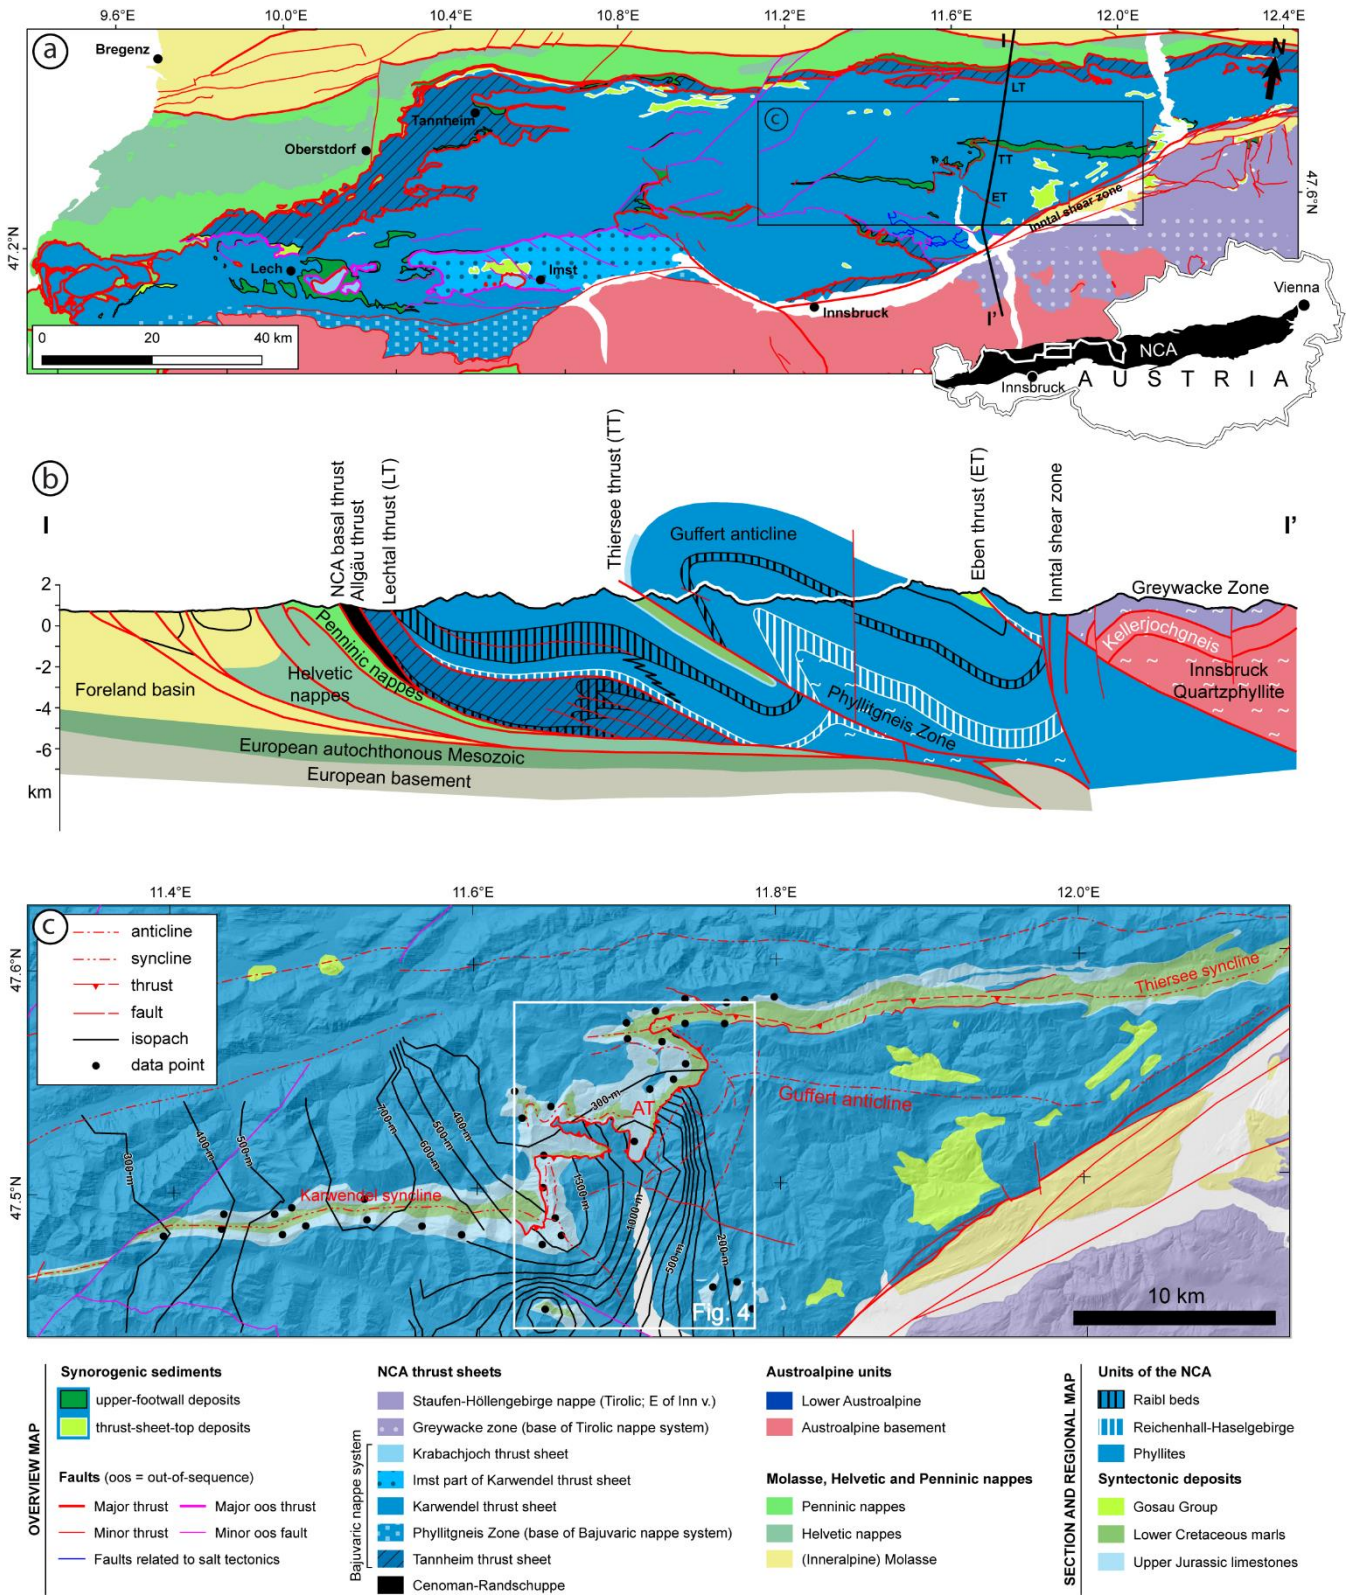 9.6°E 10.0°E 10.4°E 10.8°E 11.2°E 11.6°E 12.0°E 12.4°E
a
Bregenz
I
N
LT
Tannheim
c
Oberstdorf
TT
ET
47.6°N
Inntal shear zone
47.2°N
Lech
Imst
Innsbruck
I'
Vienna
0 20 40 km
NCA
Innsbruck
AUSTRIA
b
I
NCA basal thrust
Allgäu thrust
Lechtal thrust (LT)
Thiersee thrust (TT)
Eben thrust (ET)
Inntal shear zone
I'
Guffert anticline
Greywacke Zone
2
0
-2
-4
-6
km
Penninic nappes
Kellerjochgneis
Helvetic
nappes
Foreland basin
Innsbruck
Quartzphyllite
Phyllitgneis Zone
European autochthonous Mesozoic
European basement
11.4°E 11.6°E 11.8°E 12.0°E
c
anticline
syncline
thrust
fault
isopach
data point
47.6°N
47.5°N
Thiersee syncline
Guffert anticline
AT
Karwendel syncline
300-m
400-m
500-m
700-m
600-m
500-m
400-m
300-m
1300-m
1000-m
500-m
200-m
Fig. 4
10 km
OVERVIEW MAP
Synorogenic sediments
upper-footwall deposits
thrust-sheet-top deposits
Faults (oos = out-of-sequence)
Major thrust
Major oos thrust
Minor thrust
Minor oos fault
Faults related to salt tectonics
NCA thrust sheets
Staufen-Höllengebirge nappe (Tirolic; E of Inn v.)
Greywacke zone (base of Tirolic nappe system)
Bajuvaric nappe system
Krabachjoch thrust sheet
Imst part of Karwendel thrust sheet
Karwendel thrust sheet
Phyllitgneis Zone (base of Bajuvaric nappe system)
Tannheim thrust sheet
Cenoman-Randschuppe
Austroalpine units
Lower Austroalpine
Austroalpine basement
Molasse, Helvetic and Penninic nappes
Penninic nappes
Helvetic nappes
(Inneralpine) Molasse
SECTION AND REGIONAL MAP
Units of the NCA
Raibl beds
Reichenhall-Haselgebirge
Phyllites
Syntectonic deposits
Gosau Group
Lower Cretaceous marls
Upper Jurassic limestones